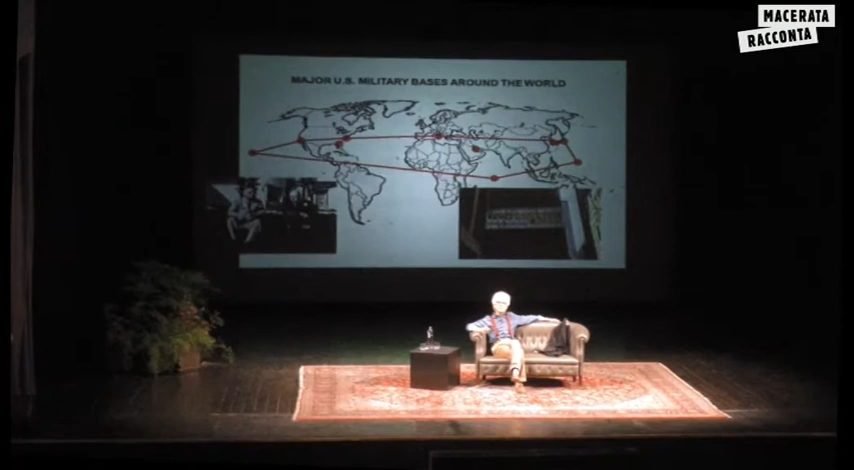 MACERATA
RACCONTA
MAJOR U.S. MILITARY BASES AROUND THE WORLD